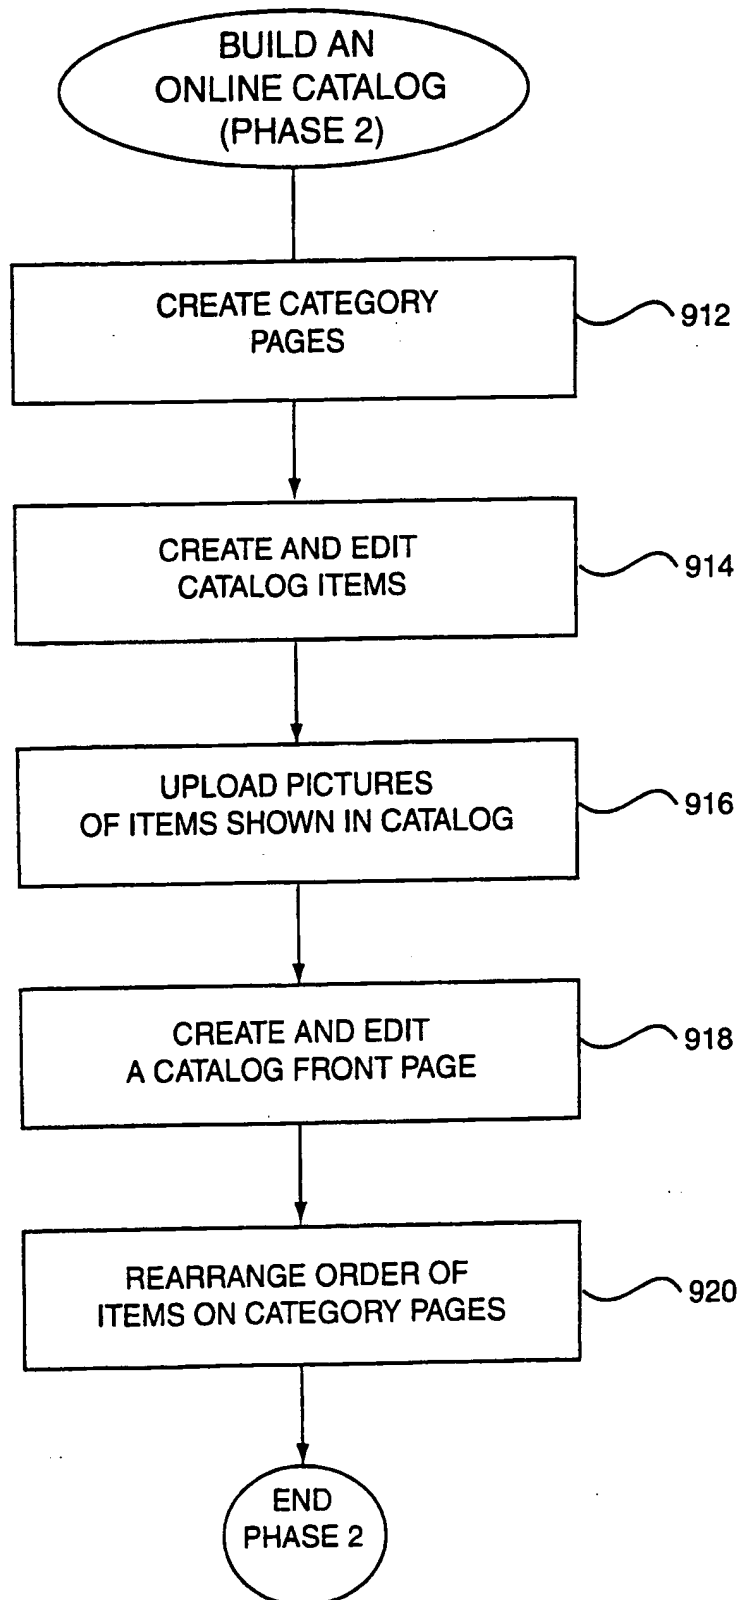 BUILD AN
ONLINE CATALOG
(PHASE 2)
CREATE CATEGORY
PAGES
912
CREATE AND EDIT
CATALOG ITEMS
914
UPLOAD PICTURES
OF ITEMS SHOWN IN CATALOG
916
CREATE AND EDIT
A CATALOG FRONT PAGE
918
REARRANGE ORDER OF
ITEMS ON CATEGORY PAGES
920
END
PHASE 2